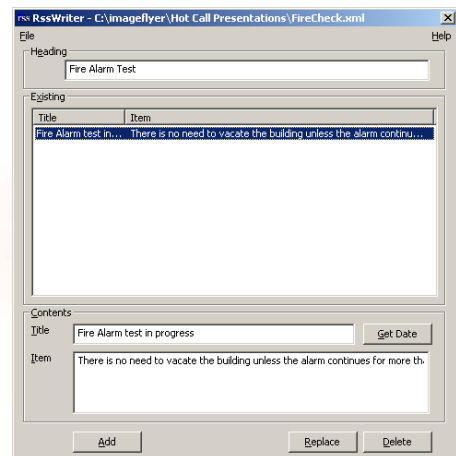 rss RssWriter - C:\imageflyer\Hot Call Presentations\FireCheck.xml
File Help
Heading
Fire Alarm Test
Existing
Title Item
Fire Alarm test in... There is no need to vacate the building unless the alarm continu...
Contents
Title Fire Alarm test in progress Get Date
Item There is no need to vacate the building unless the alarm continues for more tha
Add Replace Delete